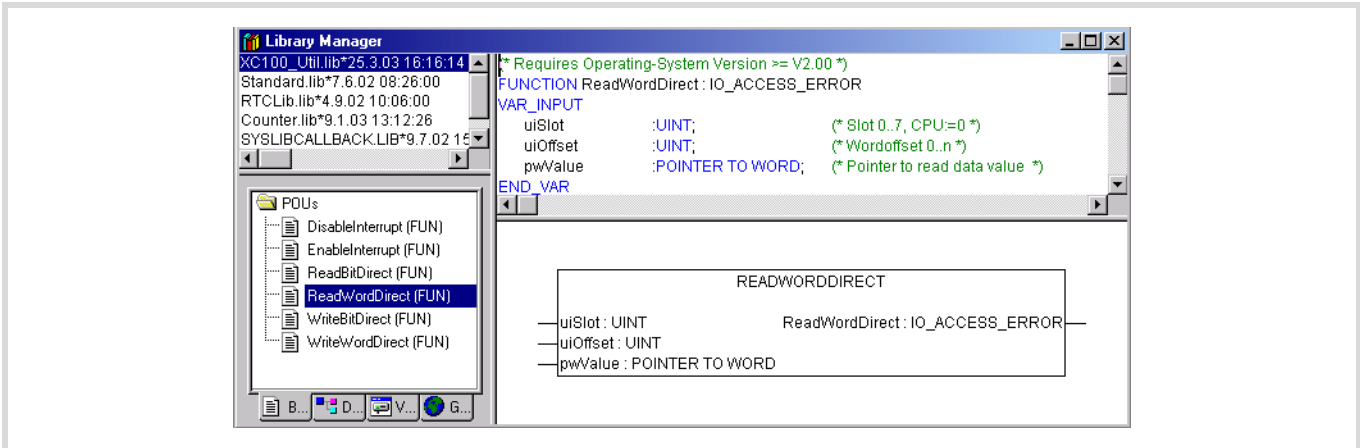 Library Manager
XC100_Util.lib*25.3.03 16:16:14
Standard.lib*7.6.02 08:26:00
RTCLib.lib*4.9.02 10:06:00
Counter.lib*9.1.03 13:12:26
SYSLIBCALLBACK.LIB*9.7.02 15
(* Requires Operating-System Version >= V2.00 *)
FUNCTION ReadWordDirect : IO_ACCESS_ERROR
VAR_INPUT
uiSlot :UINT; (* Slot 0..7, CPU:=0 *)
uiOffset :UINT; (* Wordoffset 0..n *)
pwValue :POINTER TO WORD; (* Pointer to read data value *)
END_VAR
POUs
DisableInterrupt (FUN)
EnableInterrupt (FUN)
ReadBitDirect (FUN)
ReadWordDirect (FUN)
WriteBitDirect (FUN)
WriteWordDirect (FUN)
B... D... V... G...
READWORDDIRECT
uiSlot : UINT ReadWordDirect : IO_ACCESS_ERROR
uiOffset : UINT
pwValue : POINTER TO WORD